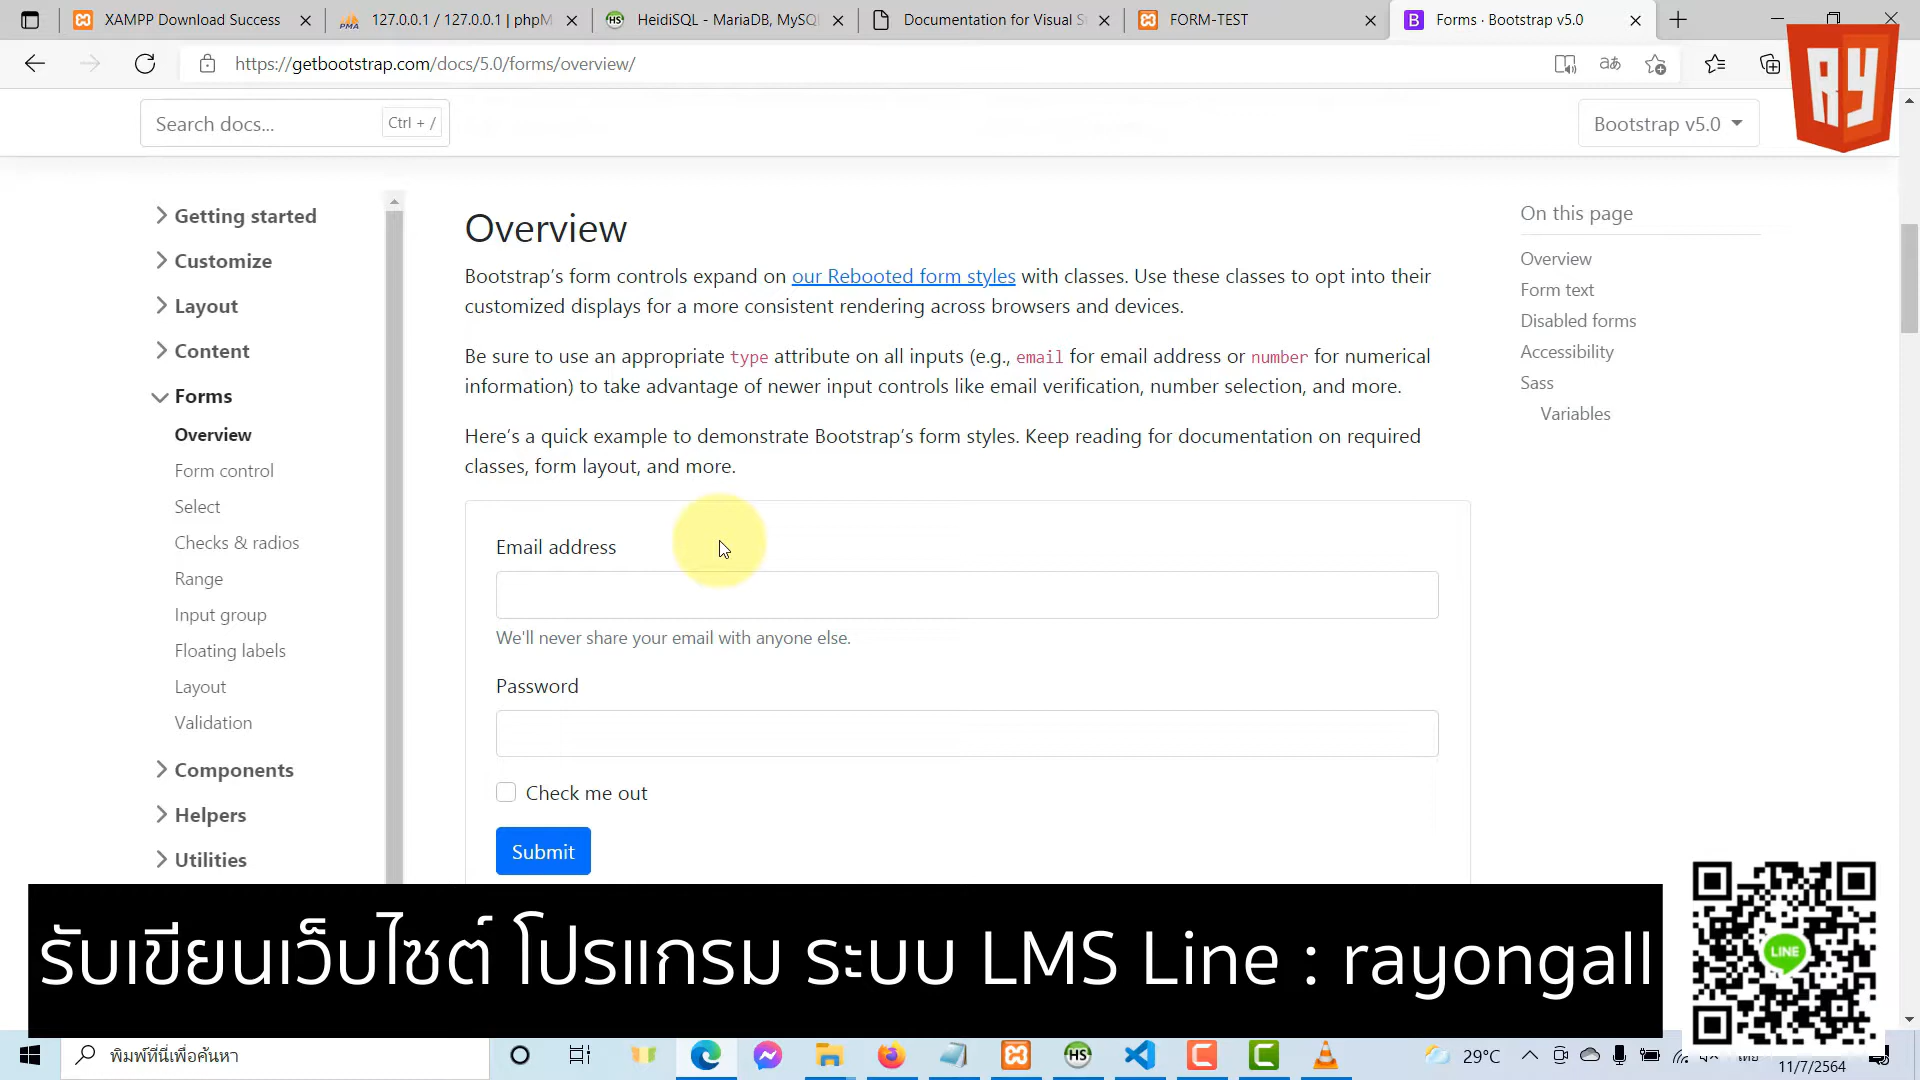 XAMPP Download Success
127.0.0.1 / 127.0.0.1 | phpM
HeidiSQL - MariaDB, MySQL
Documentation for Visual S
FORM-TEST
Forms · Bootstrap v5.0
https://getbootstrap.com/docs/5.0/forms/overview/
RY
Search docs...
Ctrl + /
Bootstrap v5.0
Getting started
Customize
Layout
Content
Forms
Overview
Form control
Select
Checks & radios
Range
Input group
Floating labels
Layout
Validation
Components
Helpers
Utilities
Overview
Bootstrap's form controls expand on our Rebooted form styles with classes. Use these classes to opt into their
customized displays for a more consistent rendering across browsers and devices.
Be sure to use an appropriate type attribute on all inputs (e.g., email for email address or number for numerical
information) to take advantage of newer input controls like email verification, number selection, and more.
Here's a quick example to demonstrate Bootstrap's form styles. Keep reading for documentation on required
classes, form layout, and more.
Email address
We'll never share your email with anyone else.
Password
Check me out
Submit
On this page
Overview
Form text
Disabled forms
Accessibility
Sass
Variables
รับเขียนเว็บไซต์ โปรแกรม ระบบ LMS Line : rayongall
LINE
พิมพ์ที่นี่เพื่อค้นหา
HS
29°C
11/7/2564